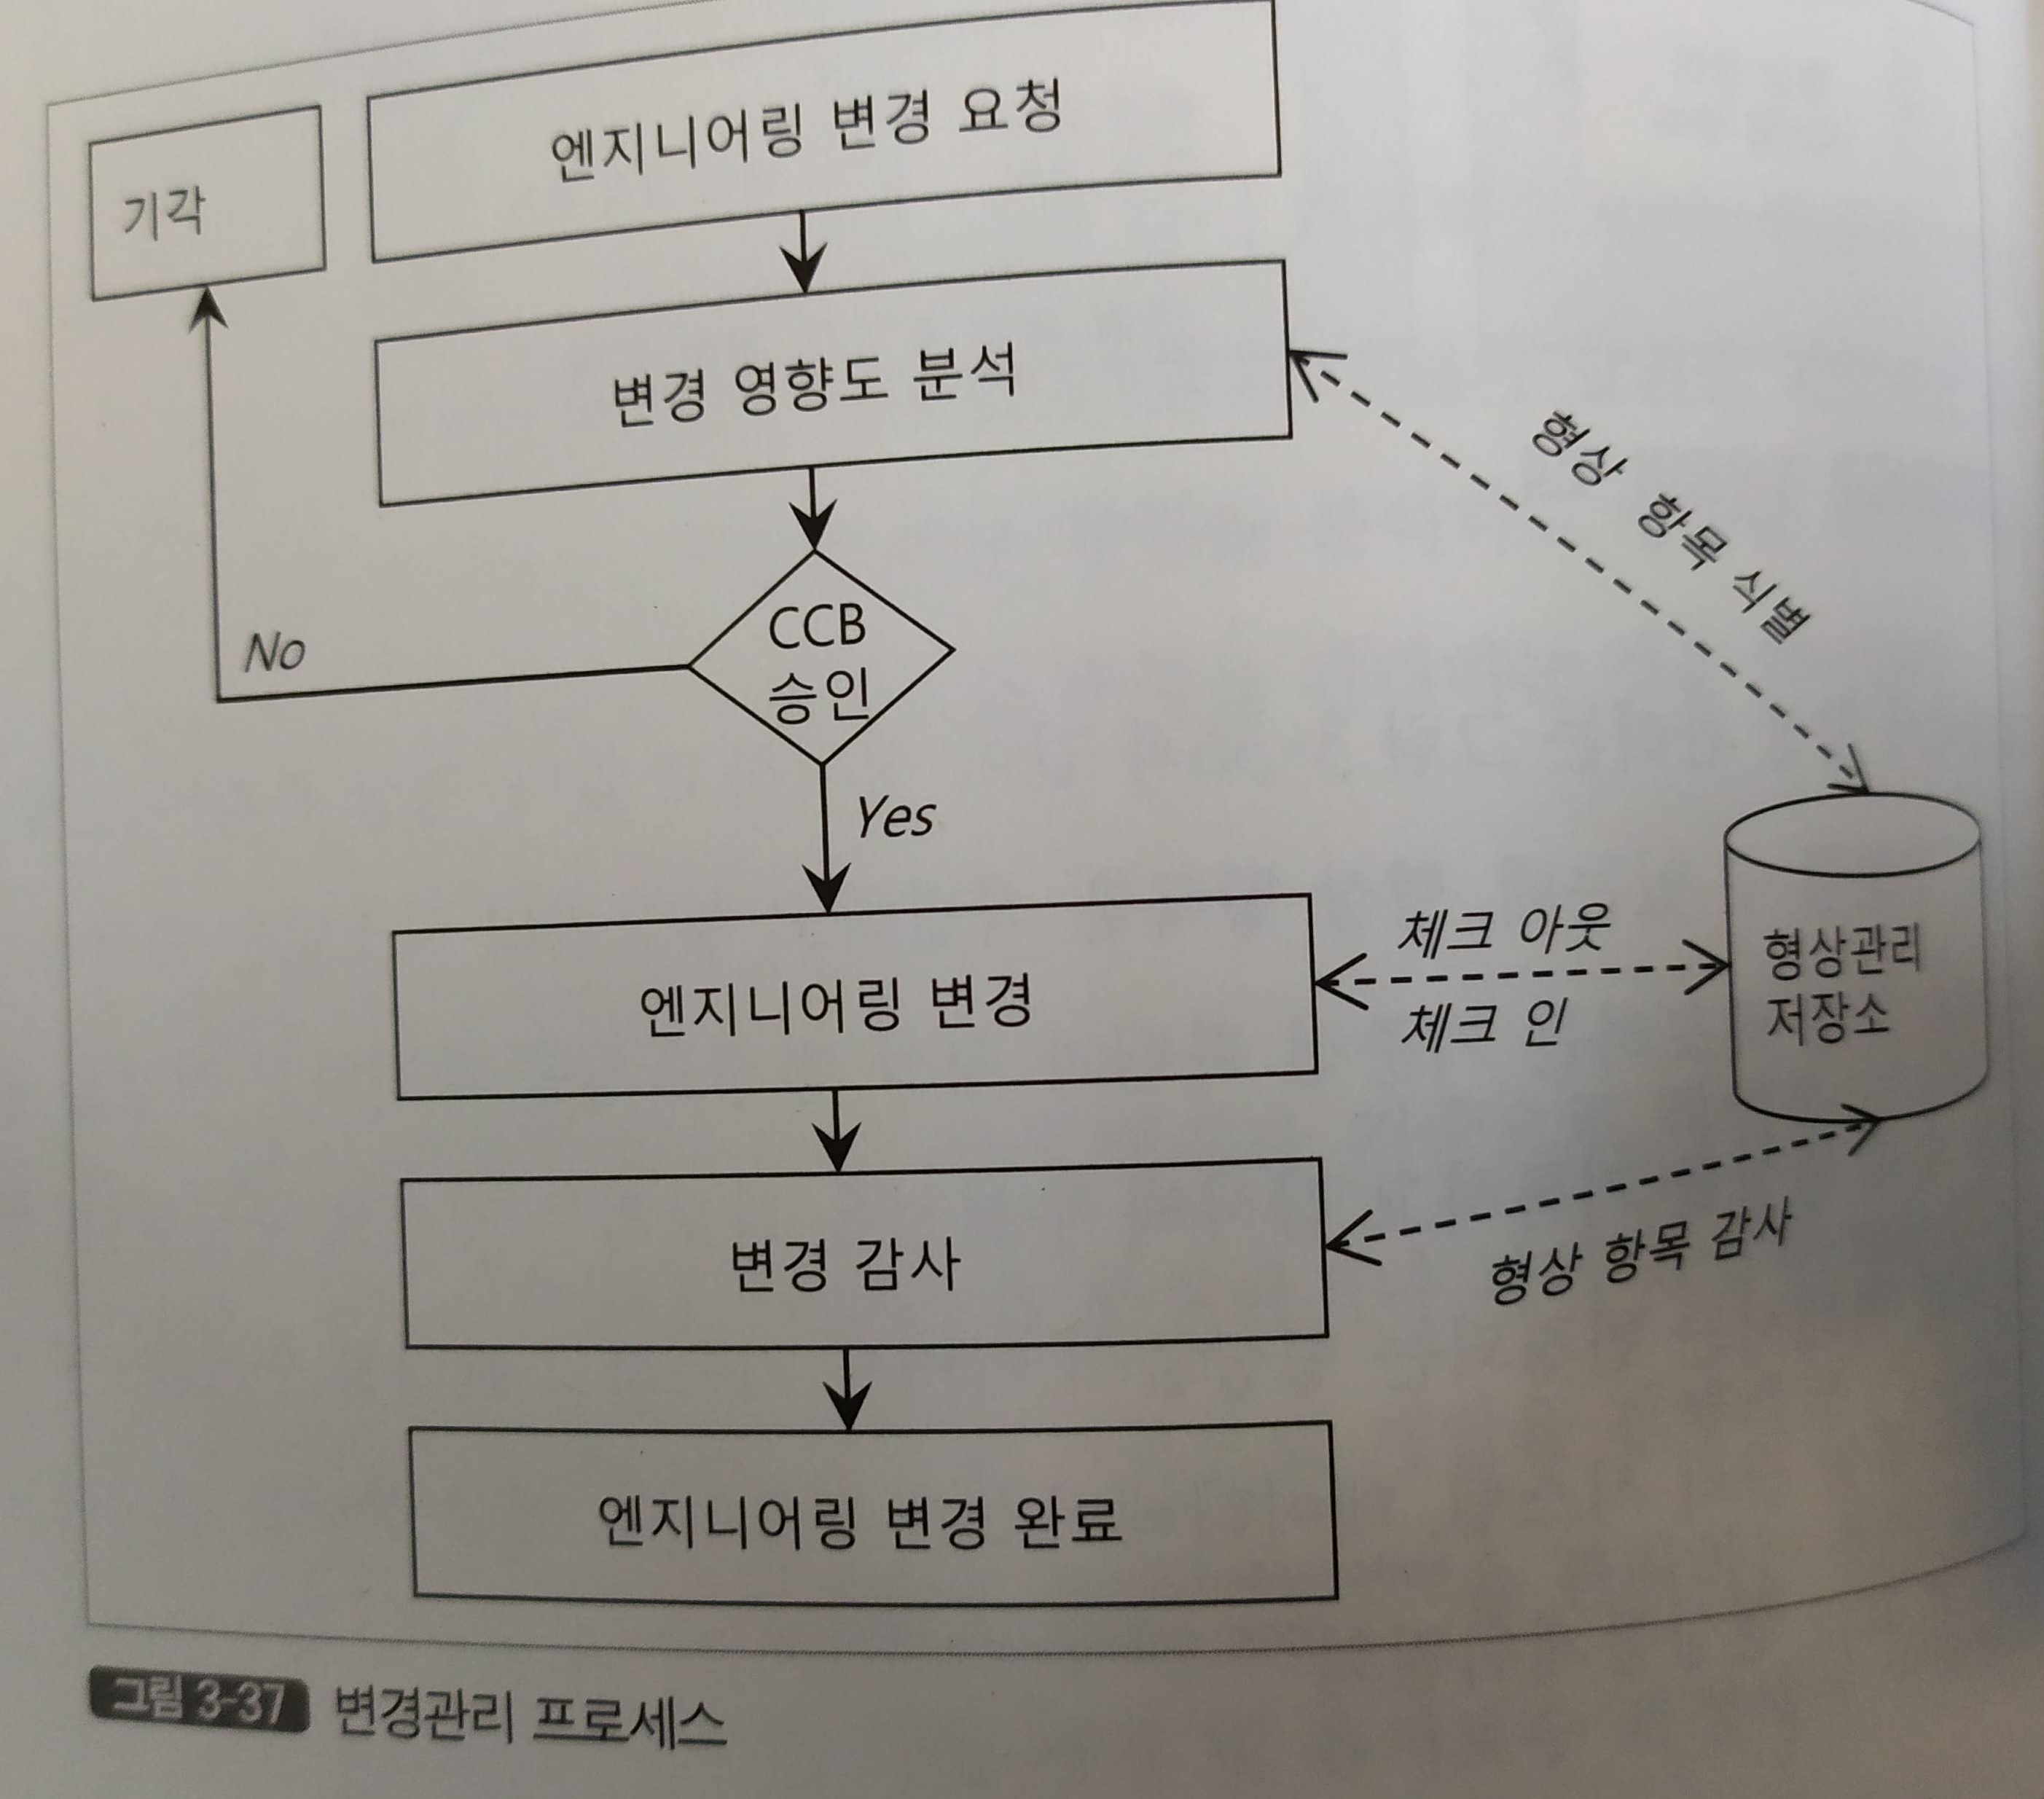 엔지니어링 변경 요청
기각
변경 영향도 분석
형상 항목 식별
CCB
승인
No
Yes
엔지니어링 변경
체크 아웃
체크 인
형상관리
저장소
변경 감사
형상 항목 감사
엔지니어링 변경 완료
그림 3-37 변경관리 프로세스